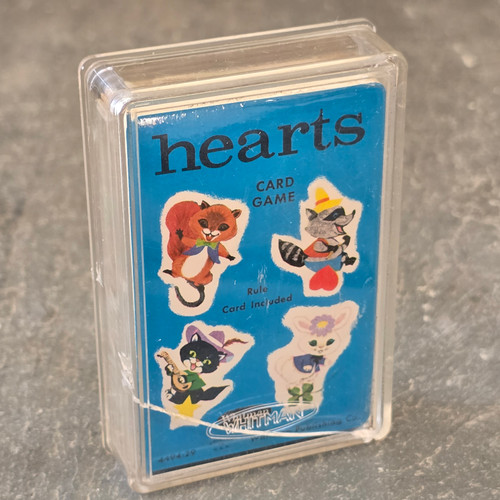 hearts
CARD
GAME
Rule
Card Included
WHITMAN